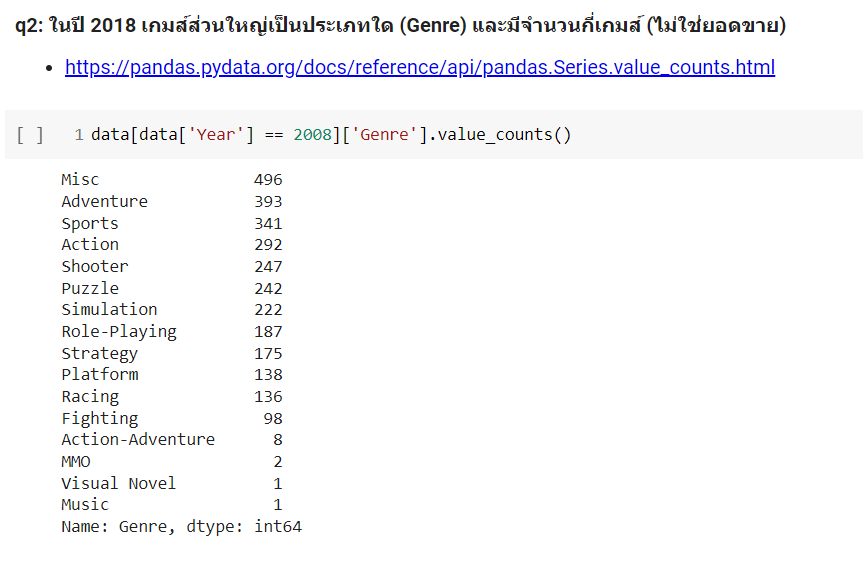 q2: ในปี 2018 เกมส์ส่วนใหญ่เป็นประเภทใด (Genre) และมีจำนวนกี่เกมส์ (ไม่ใช่ยอดขาย)
• https://pandas.pydata.org/docs/reference/api/pandas.Series.value_counts.html
[ ] 1 data[data['Year'] == 2008]['Genre'].value_counts()
Misc 496
Adventure 393
Sports 341
Action 292
Shooter 247
Puzzle 242
Simulation 222
Role-Playing 187
Strategy 175
Platform 138
Racing 136
Fighting 98
Action-Adventure 8
MMO 2
Visual Novel 1
Music 1
Name: Genre, dtype: int64